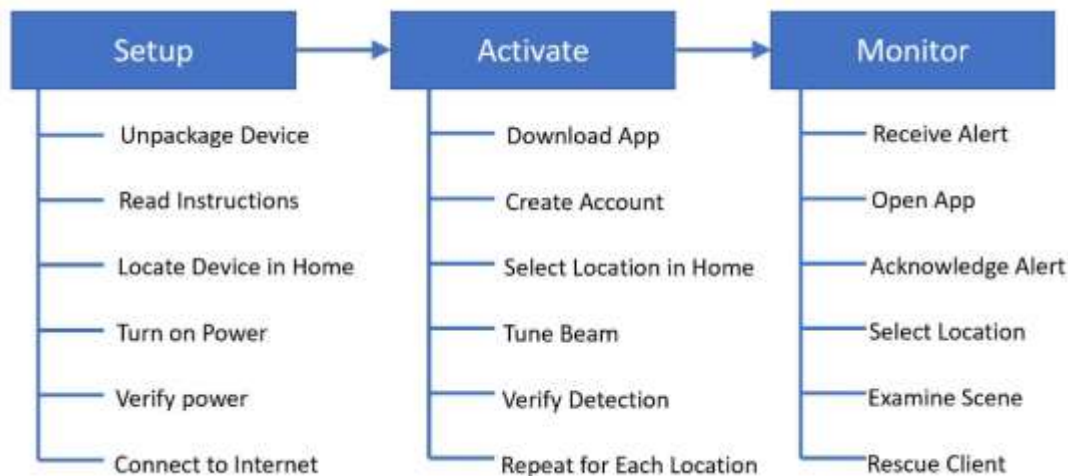 Setup
Unpackage Device
Read Instructions
Locate Device in Home
Turn on Power
Verify power
Connect to Internet
Activate
Download App
Create Account
Select Location in Home
Tune Beam
Verify Detection
Repeat for Each Location
Monitor
Receive Alert
Open App
Acknowledge Alert
Select Location
Examine Scene
Rescue Client